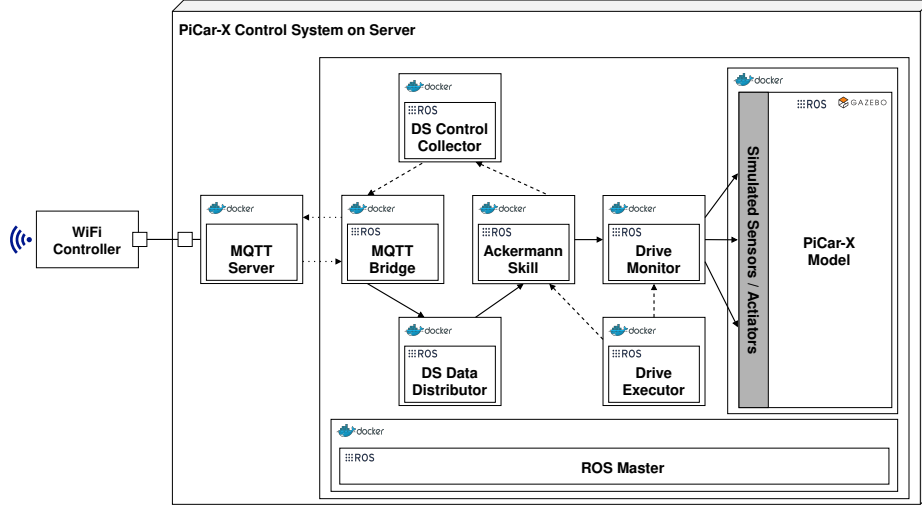 PiCar-X Control System on Server
docker
ROS
DS Control
Collector
docker
ROS
GAZEBO
Simulated Sensors / Actiators
PiCar-X
Model
WiFi
Controller
docker
MQTT
Server
docker
ROS
MQTT
Bridge
docker
Ackermann
Skill
docker
ROS
Drive
Monitor
docker
ROS
DS Data
Distributor
docker
ROS
Drive
Executor
docker
ROS
ROS Master